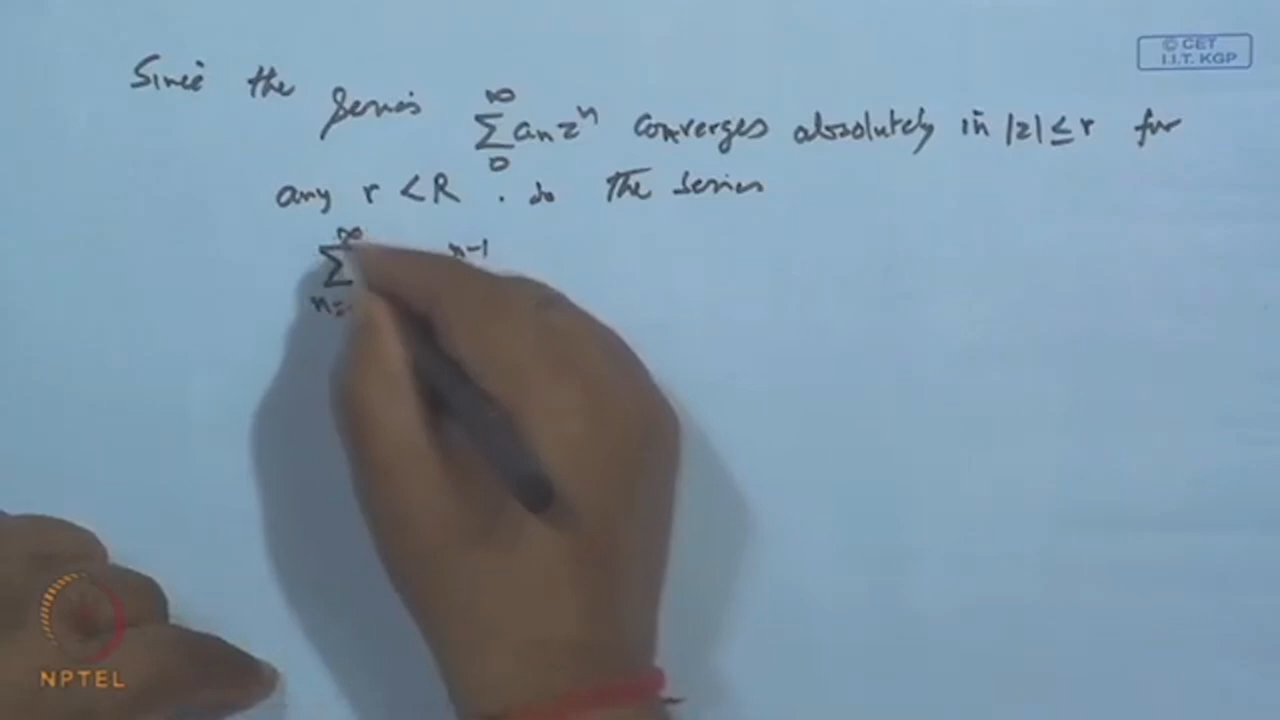 © CET
I.I.T. KGP
Since the Series ∞∑0 anzⁿ converges absolutely in |z| ≤ r for
any r < R . so the series
∞∑n= n-1
NPTEL